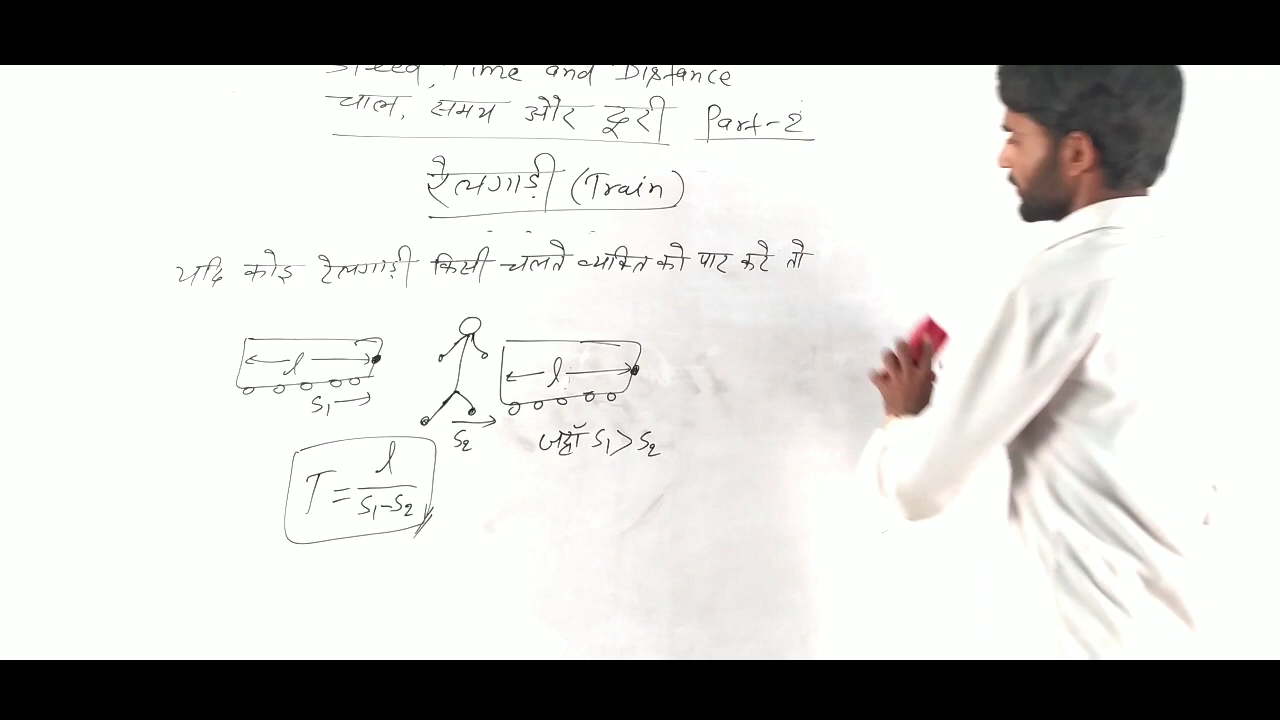 Speed, Time and Distance
चाल, समय और दूरी Part-2
रेलगाड़ी (Train)
यदि कोइ रेलगाड़ी किसी चलते व्यक्ति को पार करे तो
l l
S₁ →
S₂
जहाँ S₁ > S₂
T = l / S₁-S₂